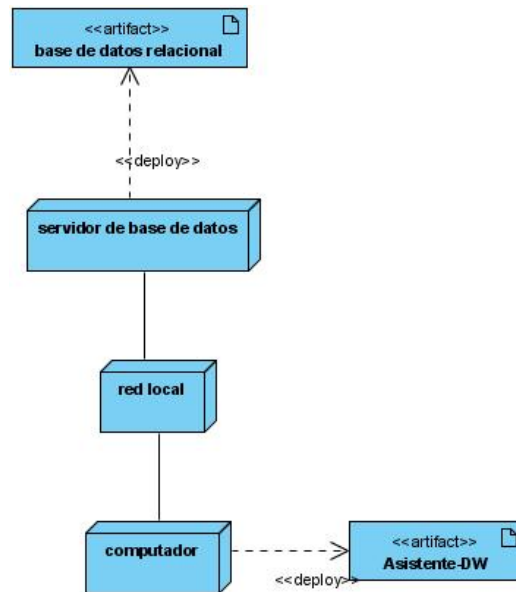 <<artifact>>
base de datos relacional
<<deploy>>
servidor de base de datos
red local
computador
<<artifact>>
Asistente-DW
<<deploy>>